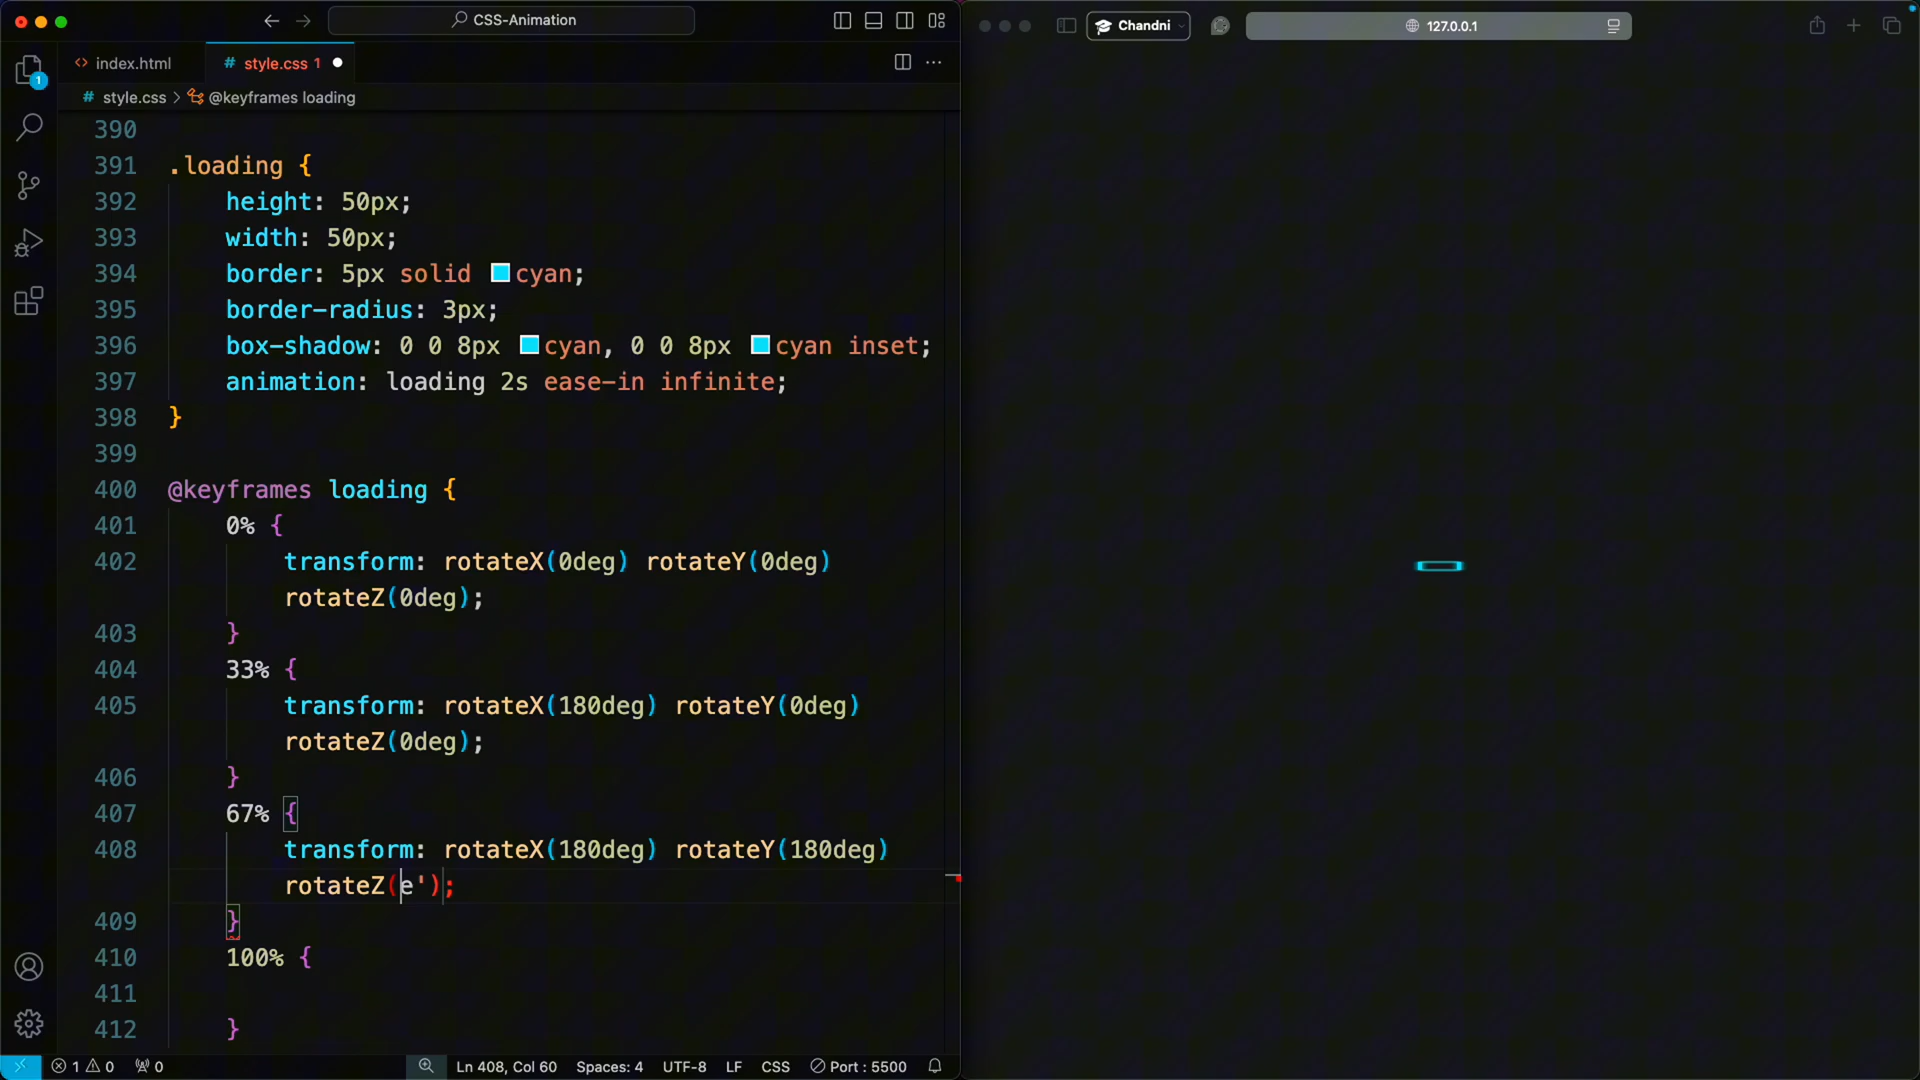 CSS-Animation
Chandni
127.0.0.1
1
index.html
# style.css 1
# style.css > @keyframes loading
390
391 .loading {
392 height: 50px;
393 width: 50px;
394 border: 5px solid cyan;
395 border-radius: 3px;
396 box-shadow: 0 0 8px cyan, 0 0 8px cyan inset;
397 animation: loading 2s ease-in infinite;
398 }
399
400 @keyframes loading {
401 0% {
402 transform: rotateX(0deg) rotateY(0deg)
rotateZ(0deg);
403 }
404 33% {
405 transform: rotateX(180deg) rotateY(0deg)
rotateZ(0deg);
406 }
407 67% {
408 transform: rotateX(180deg) rotateY(180deg)
rotateZ(e');
409 }
410 100% {
411
412 }
1 0 0 Ln 408, Col 60 Spaces: 4 UTF-8 LF CSS Port : 5500